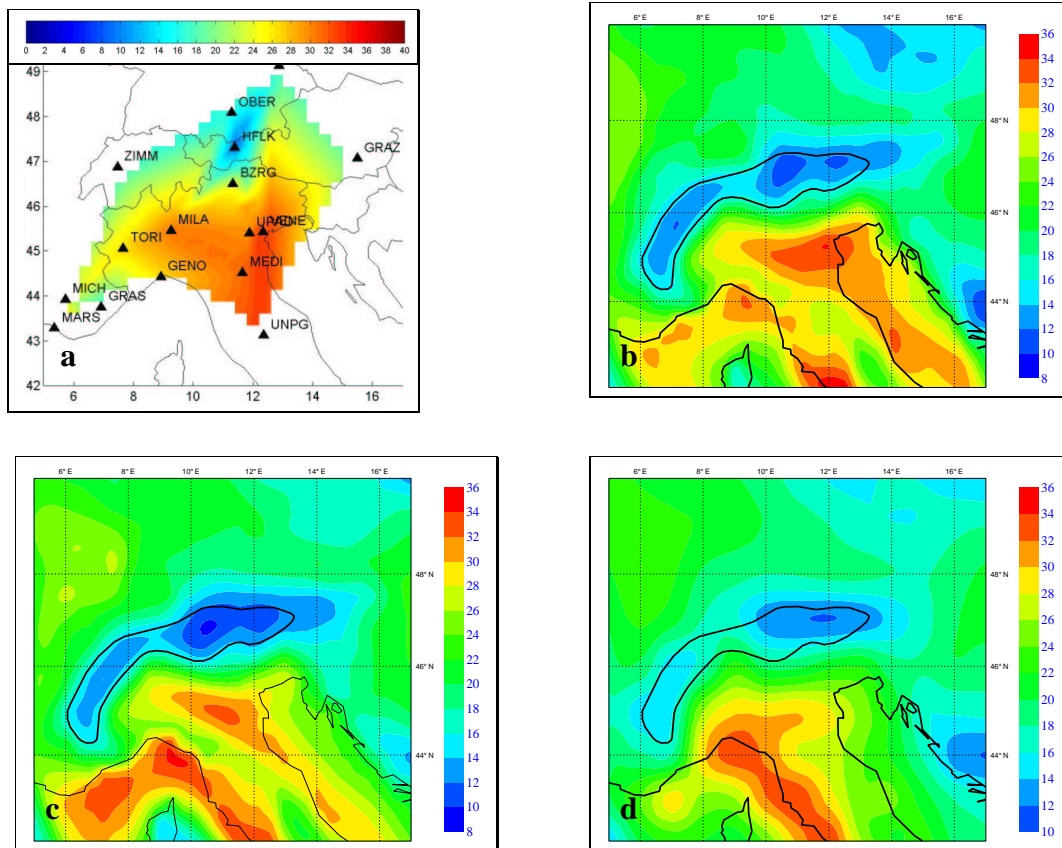 0 2 4 6 8 10 12 14 16 18 20 22 24 26 28 30 32 34 36 38 40
49
48
47
46
45
44
43
42
6 8 10 12 14 16
OBER
HFLK
ZIMM
GRAZ
BZRG
MILA
TORI
GENO
MEDI
MICH
GRAS
MARS
UNPG
a
6° E 8° E 10° E 12° E 14° E 16° E
48° N
46° N
44° N
36
34
32
30
28
26
24
22
20
18
16
14
12
10
8
b
6° E 8° E 10° E 12° E 14° E 16° E
48° N
46° N
44° N
36
34
32
30
28
26
24
22
20
18
16
14
12
10
8
c
6° E 8° E 10° E 12° E 14° E 16° E
48° N
46° N
44° N
36
34
32
30
28
26
24
22
20
18
16
14
12
10
d